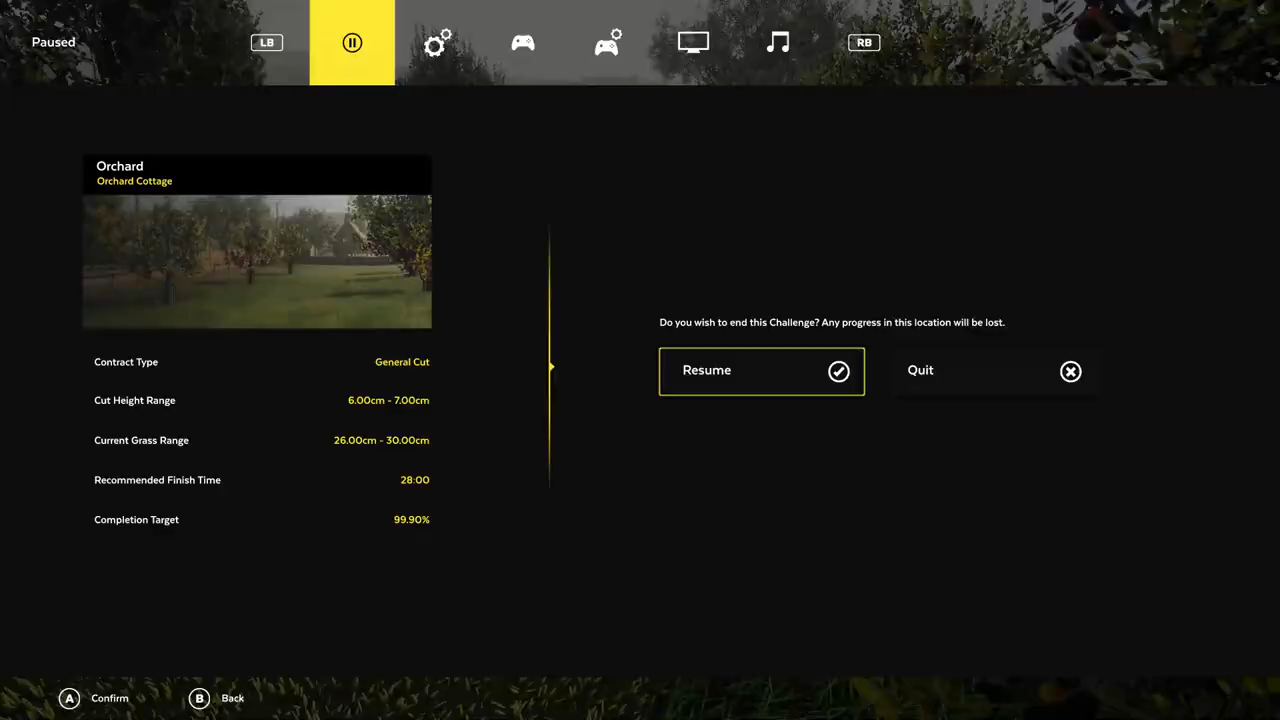 Paused
LB
RB
Orchard
Orchard Cottage
Contract Type General Cut
Cut Height Range 6.00cm - 7.00cm
Current Grass Range 26.00cm - 30.00cm
Recommended Finish Time 28:00
Completion Target 99.90%
Do you wish to end this Challenge? Any progress in this location will be lost.
Resume
Quit
A Confirm
B Back